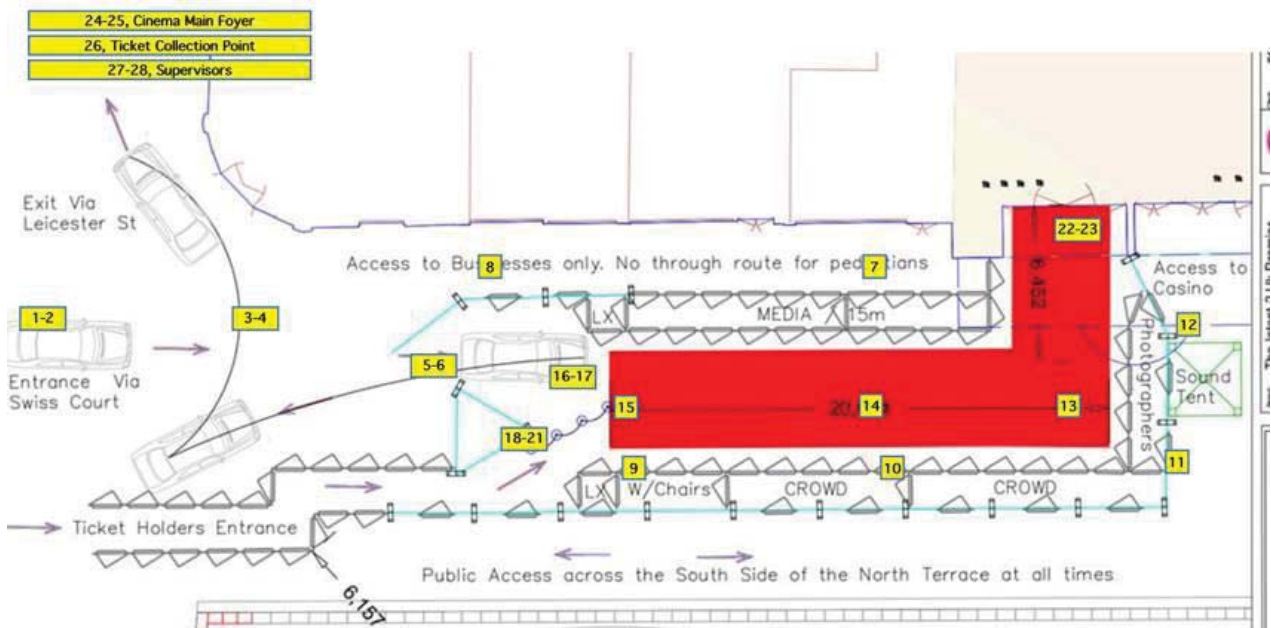 24-25, Cinema Main Foyer
26, Ticket Collection Point
27-28, Supervisors
Exit Via
Leicester St
22-23
Access to Businesses only. No through route for pedestrians
8
7
6,452
Access to
Casino
1-2
3-4
LX
MEDIA
15m
12
Photographers
Entrance Via
Swiss Court
5-6
16-17
Sound
Tent
15
14
13
18-21
9
10
11
LX
W/Chairs
CROWD
CROWD
Ticket Holders Entrance
Public Access across the South Side of the North Terrace at all times
6,157